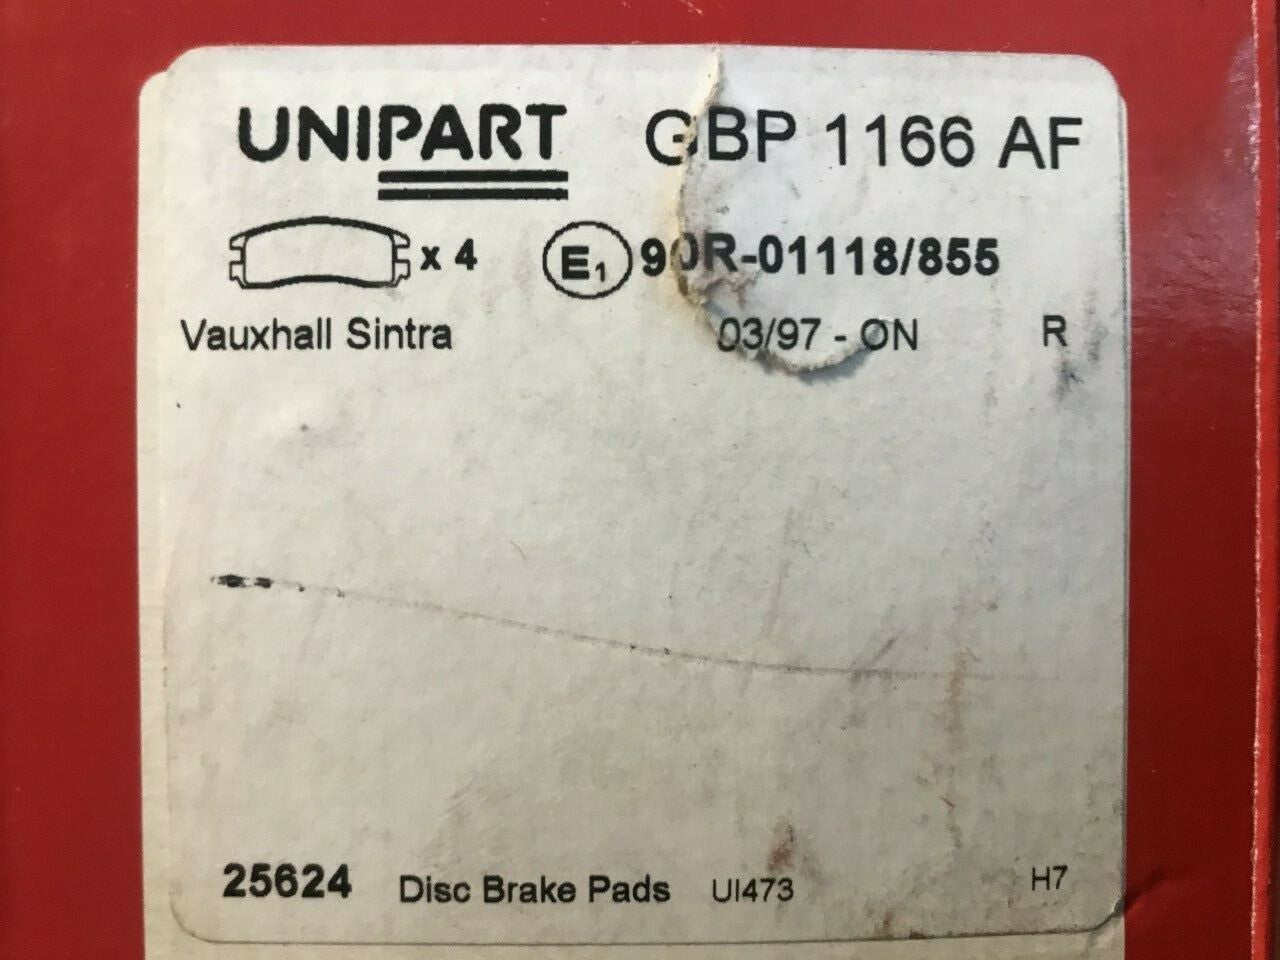 UNIPART GBP 1166 AF
x 4 E1 90R-01118/855
Vauxhall Sintra 03/97 - ON R
25624 Disc Brake Pads UI473 H7